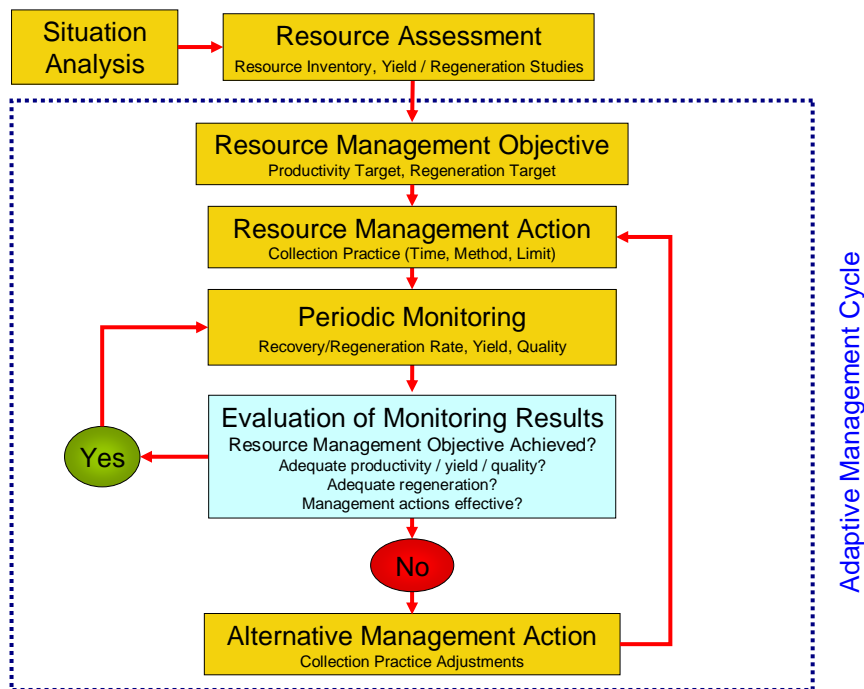 Situation
Analysis
Resource Assessment
Resource Inventory, Yield / Regeneration Studies
Resource Management Objective
Productivity Target, Regeneration Target
Resource Management Action
Collection Practice (Time, Method, Limit)
Periodic Monitoring
Recovery/Regeneration Rate, Yield, Quality
Evaluation of Monitoring Results
Resource Management Objective Achieved?
Adequate productivity / yield / quality?
Adequate regeneration?
Management actions effective?
Yes
No
Alternative Management Action
Collection Practice Adjustments
Adaptive Management Cycle